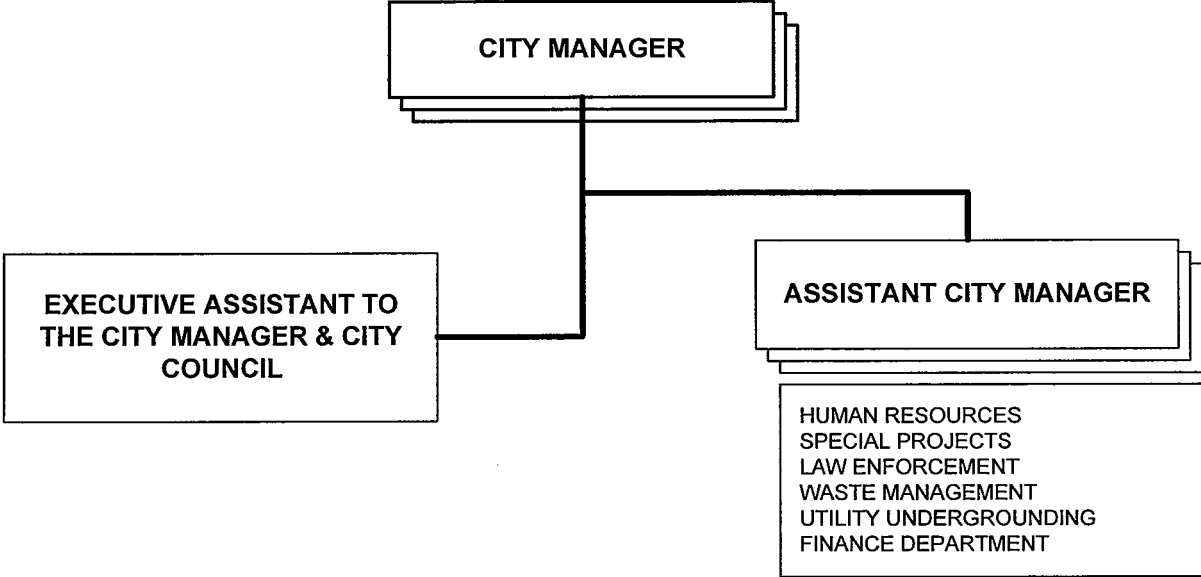 CITY MANAGER
EXECUTIVE ASSISTANT TO
THE CITY MANAGER & CITY
COUNCIL
ASSISTANT CITY MANAGER
HUMAN RESOURCES
SPECIAL PROJECTS
LAW ENFORCEMENT
WASTE MANAGEMENT
UTILITY UNDERGROUNDING
FINANCE DEPARTMENT